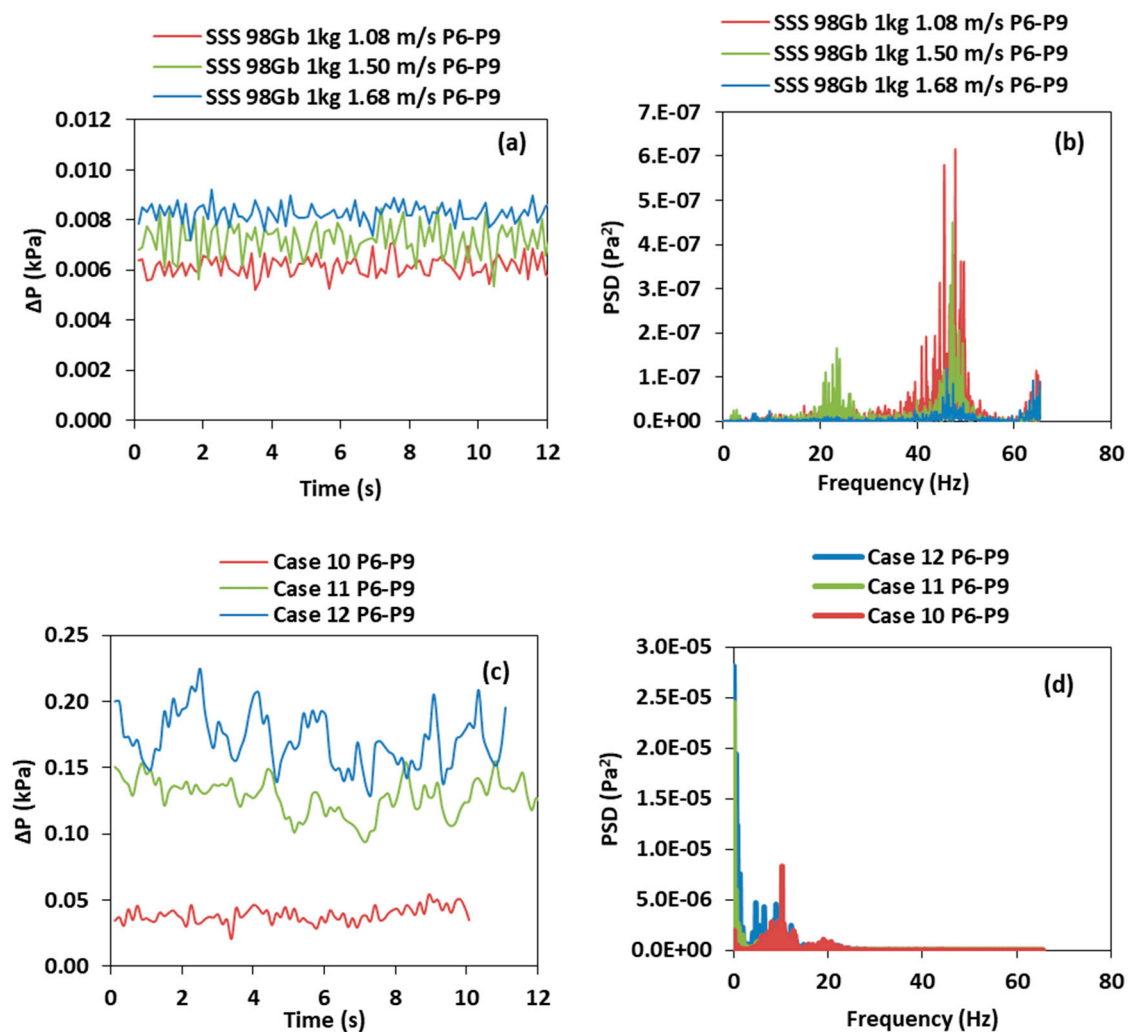 SSS 98Gb 1kg 1.08 m/s P6-P9
SSS 98Gb 1kg 1.50 m/s P6-P9
SSS 98Gb 1kg 1.68 m/s P6-P9
(a)
0.012
0.010
0.008
0.006
0.004
0.002
0.000
ΔP (kPa)
0 2 4 6 8 10 12
Time (s)
SSS 98Gb 1kg 1.08 m/s P6-P9
SSS 98Gb 1kg 1.50 m/s P6-P9
SSS 98Gb 1kg 1.68 m/s P6-P9
(b)
7.E-07
6.E-07
5.E-07
4.E-07
3.E-07
2.E-07
1.E-07
0.E+00
PSD (Pa²)
0 20 40 60 80
Frequency (Hz)
Case 10 P6-P9
Case 11 P6-P9
Case 12 P6-P9
(c)
0.25
0.20
0.15
0.10
0.05
0.00
ΔP (kPa)
0 2 4 6 8 10 12
Time (s)
Case 12 P6-P9
Case 11 P6-P9
Case 10 P6-P9
(d)
3.0E-05
2.5E-05
2.0E-05
1.5E-05
1.0E-05
5.0E-06
0.0E+00
PSD (Pa²)
0 20 40 60 80
Frequency (Hz)